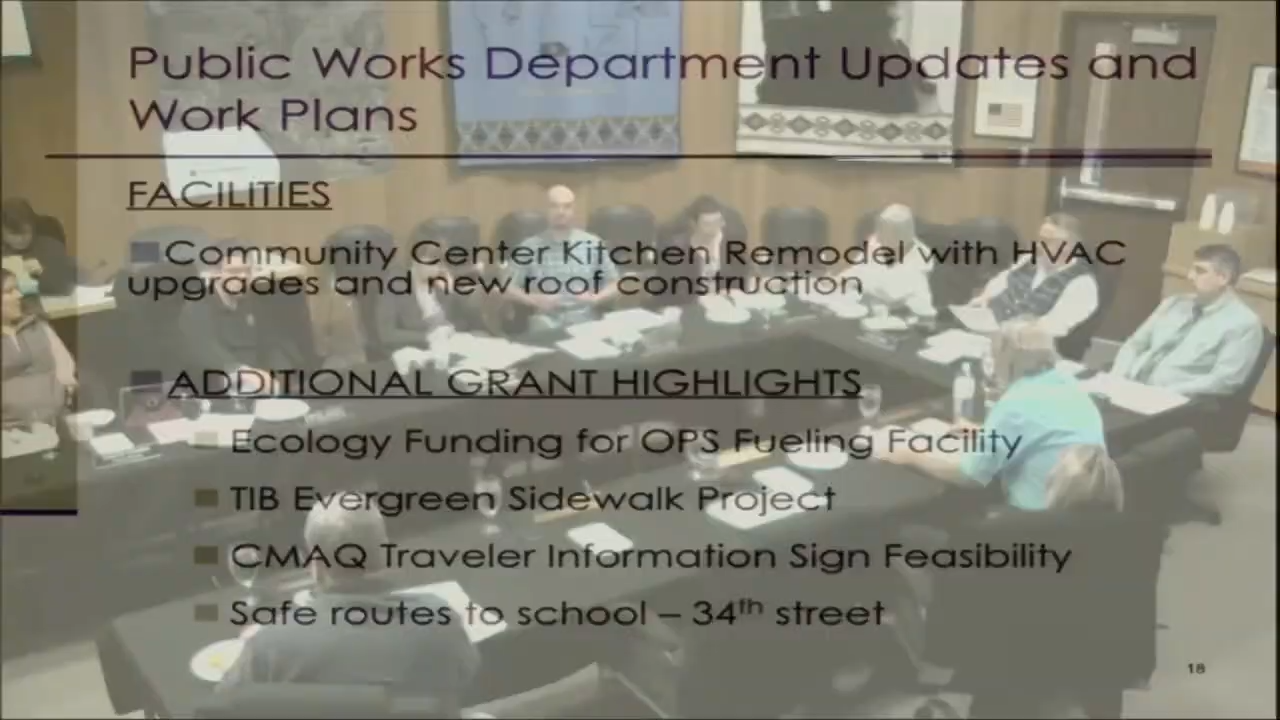 Public Works Department Updates and
Work Plans
FACILITIES
Community Center Kitchen Remodel with HVAC
upgrades and new roof construction
ADDITIONAL GRANT HIGHLIGHTS
Ecology Funding for OPS Fueling Facility
TIB Evergreen Sidewalk Project
CMAQ Traveler Information Sign Feasibility
Safe routes to school – 34th street
18